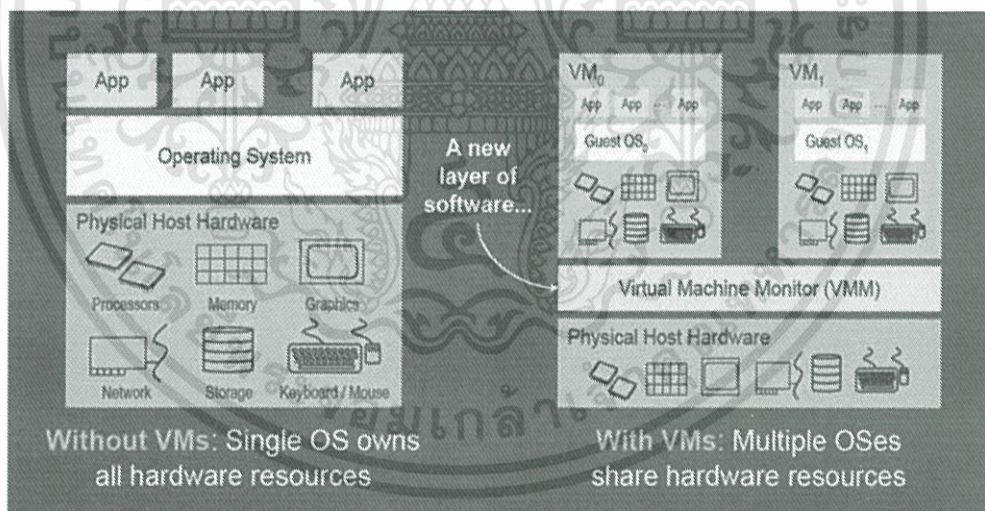 App App App
Operating System
Physical Host Hardware
Processors Memory Graphics
Network Storage Keyboard / Mouse
Without VMs: Single OS owns
all hardware resources
A new
layer of
software...
VM₀
App App ... App
Guest OS₀
VM₁
App App ... App
Guest OS₁
Virtual Machine Monitor (VMM)
Physical Host Hardware
With VMs: Multiple OSes
share hardware resources